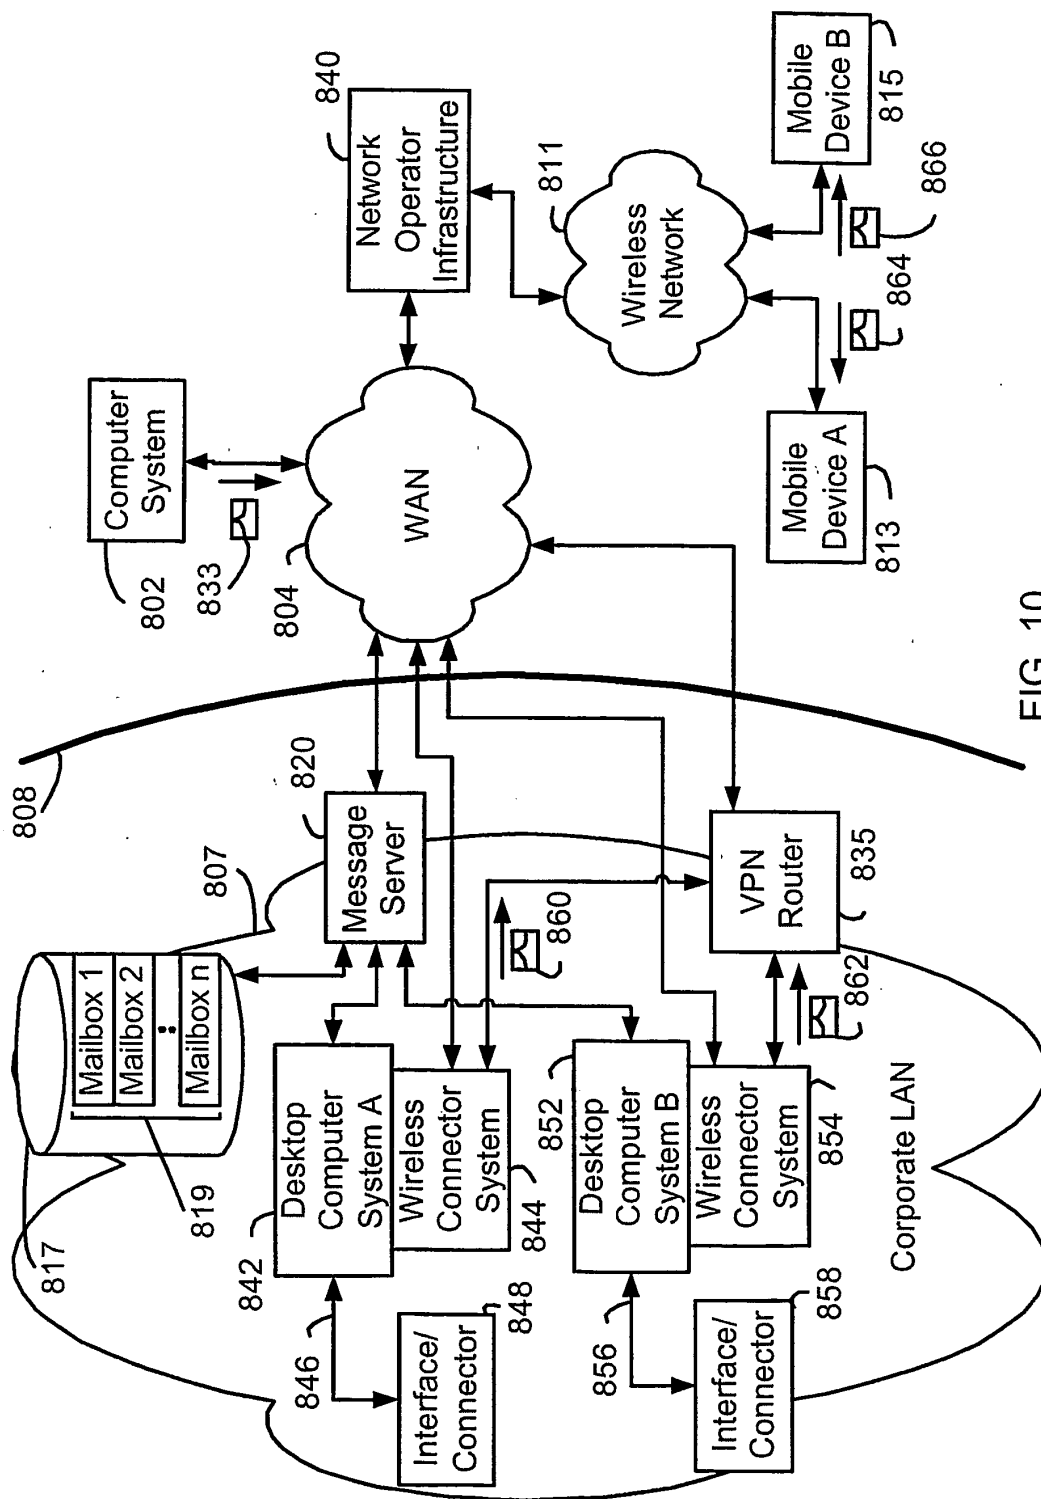 808
807
817
Mailbox 1
Mailbox 2
:
Mailbox n
819
820
Message
Server
842
Desktop
Computer
System A
Wireless
Connector
System
844
846
848
Interface/
Connector
852
Desktop
Computer
System B
Wireless
Connector
System
854
856
858
Interface/
Connector
860
862
VPN
Router
835
Corporate LAN
802
Computer
System
833
804
WAN
840
Network
Operator
Infrastructure
811
Wireless
Network
Mobile
Device A
813
864
Mobile
Device B
815
866
FIG. 10